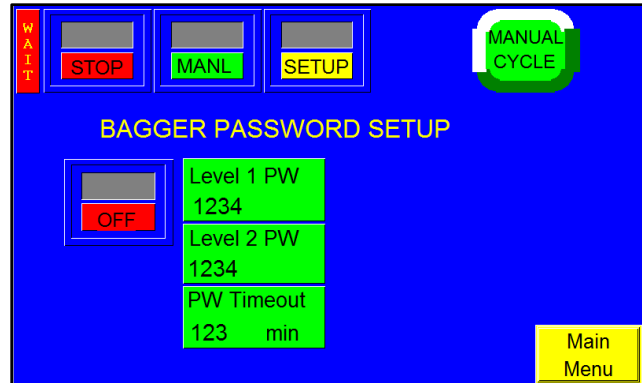 WAIT
STOP
MANL
SETUP
MANUAL
CYCLE
BAGGER PASSWORD SETUP
OFF
Level 1 PW
1234
Level 2 PW
1234
PW Timeout
123 min
Main
Menu